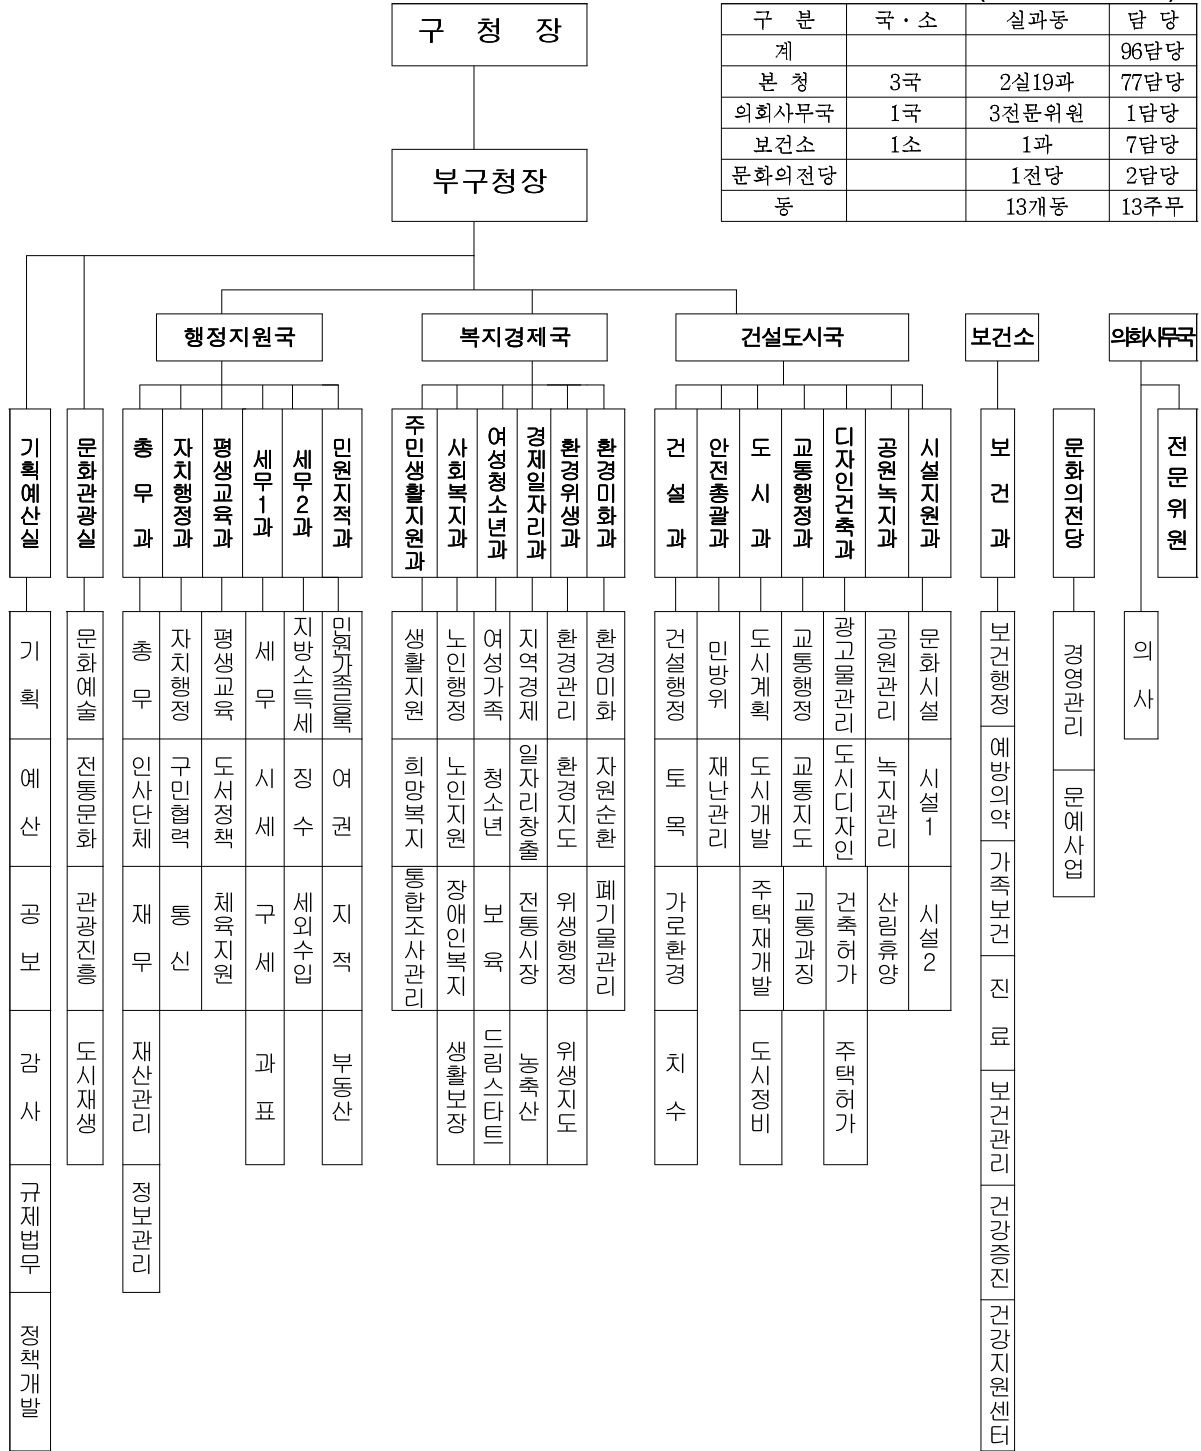 구 청 장
부구청장
구 분 국·소 실과동 담 당
계 96담당
본 청 3국 2실19과 77담당
의회사무국 1국 3전문위원 1담당
보건소 1소 1과 7담당
문화의전당 1전당 2담당
동 13개동 13주무
행정지원국 복지경제국 건설도시국 보건소 의회사무국
기획예산실
문화관광실
총 무 과
자치행정과
평생교육과
세무1과
세무2과
민원지적과
주민생활지원과
사회복지과
여성청소년과
경제일자리과
환경위생과
환경미화과
건 설 과
안전총괄과
도 시 과
교통행정과
디자인건축과
공원녹지과
시설지원과
보 건 과
문화의전당
전문위원
기 획
예 산
공 보
감 사
규제법무
정책개발
문화예술
전통문화
관광진흥
도시재생
총 무
인사단체
재 무
재산관리
정보관리
자치행정
구민협력
통 신
평생교육
도서정책
체육지원
세 무
시 세
구 세
과 표
지방소득세
징 수
세외수입
민원가족등록
여 권
지 적
부동산
생활지원
희망복지
통합조사관리
노인행정
노인지원
장애인복지
생활보장
여성가족
청소년
보 육
드림스타트
지역경제
일자리창출
전통시장
농축산
환경관리
환경지도
위생행정
위생지도
환경미화
자원순환
폐기물관리
건설행정
토 목
가로환경
치 수
민방위
재난관리
도시계획
도시개발
주택재개발
도시정비
교통행정
교통지도
교통과징
광고물관리
도시디자인
건축허가
주택허가
공원관리
녹지관리
산림휴양
문화시설
시설1
시설2
보건행정
예방의약
가족보건
진 료
보건관리
건강증진
건강지원센터
경영관리
문예사업
의 사